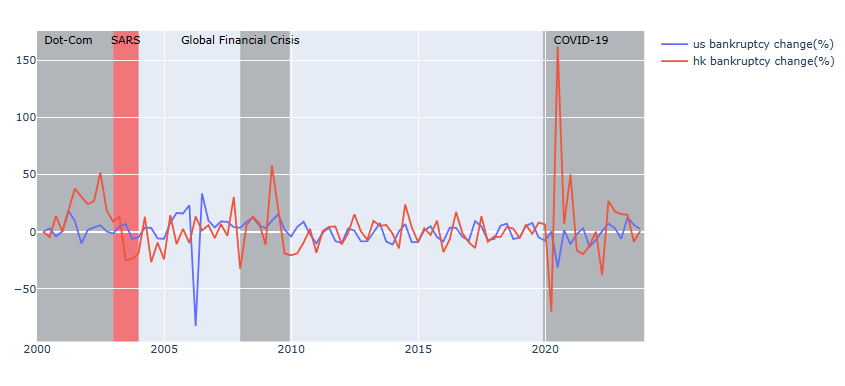 Dot-Com SARS Global Financial Crisis COVID-19
us bankruptcy change(%)
hk bankruptcy change(%)
150
100
50
0
−50
2000 2005 2010 2015 2020